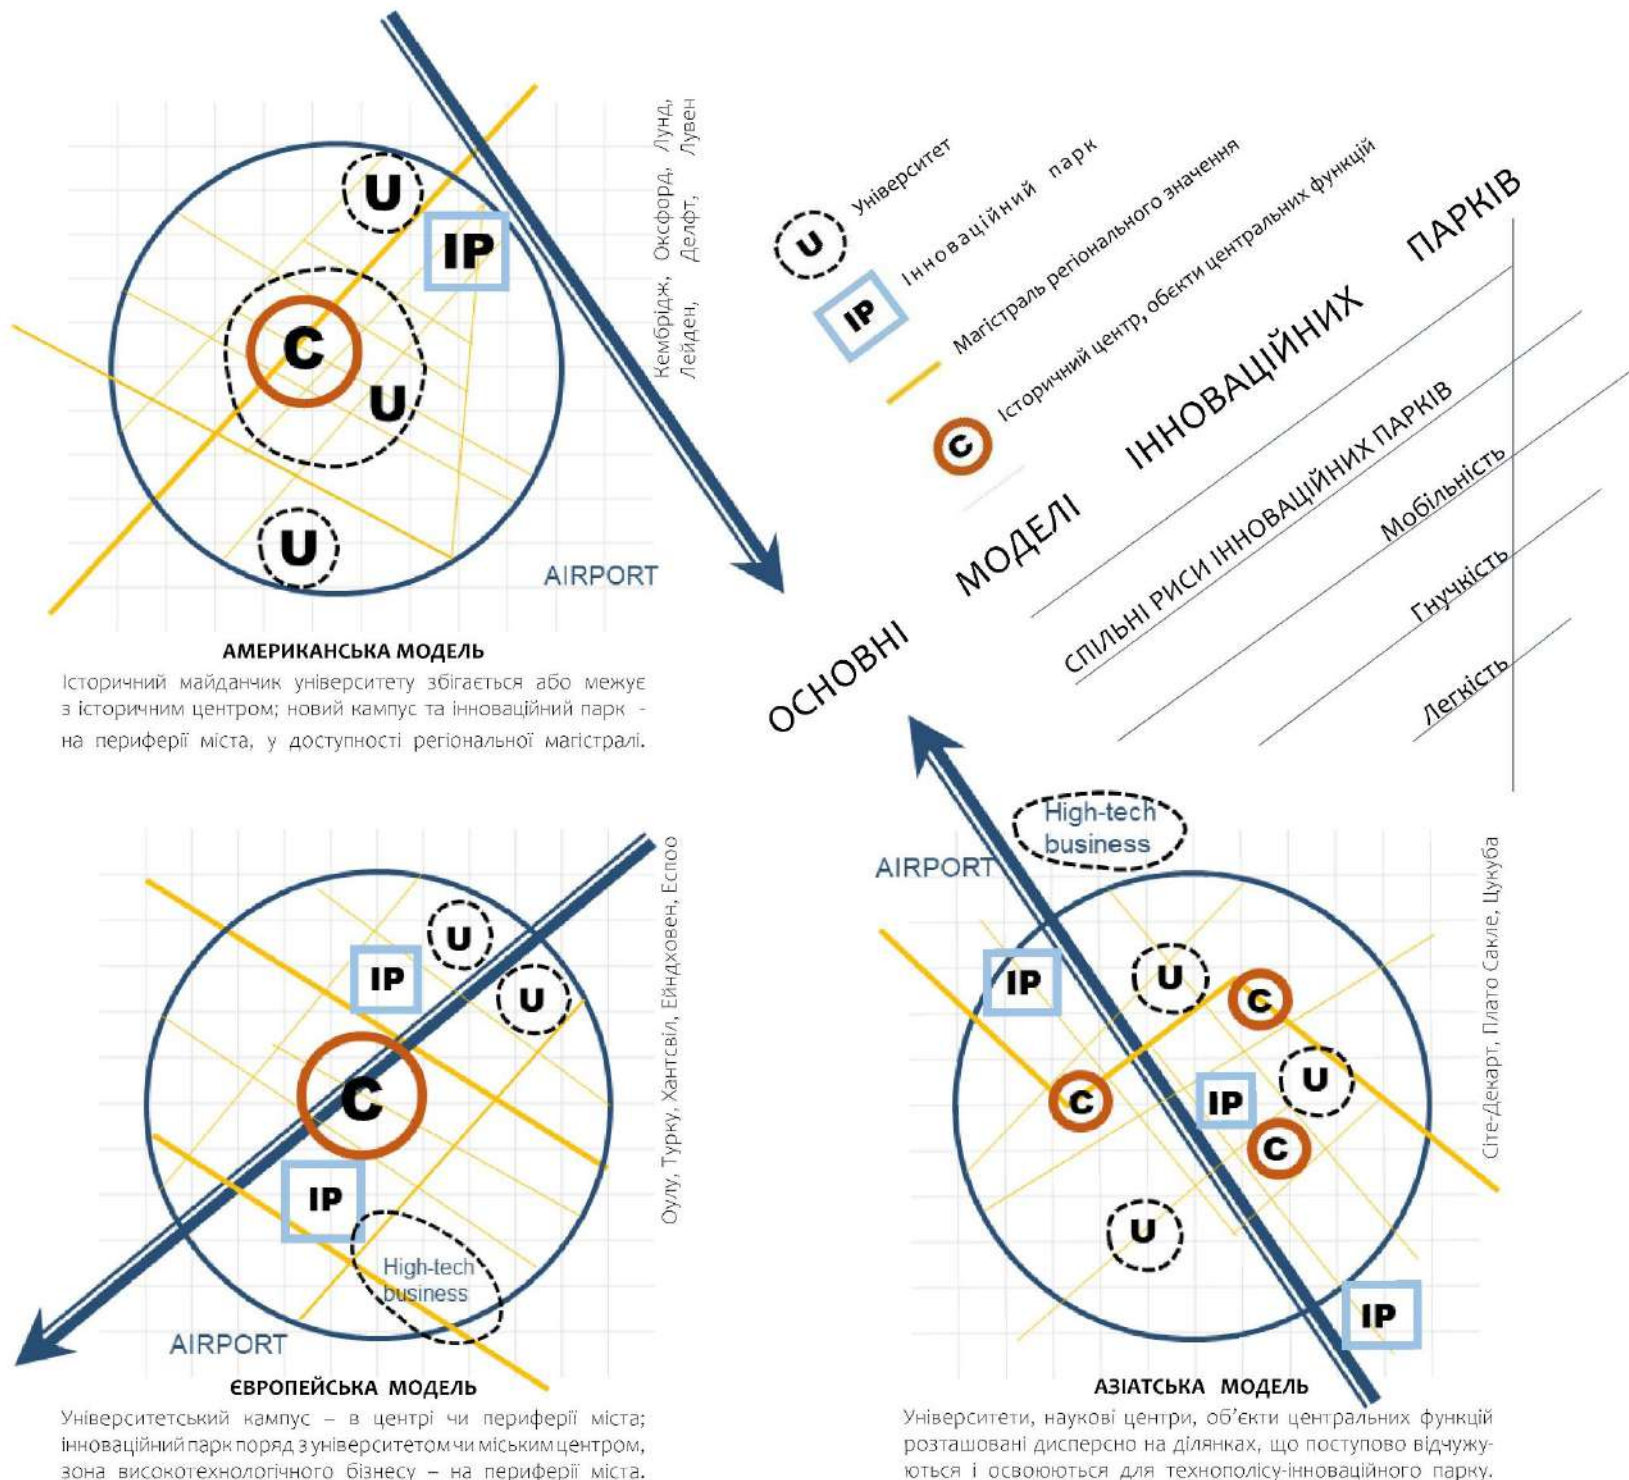 U
IP
C
U
U
AIRPORT
Кембрідж, Оксфорд, Лунд,
Лейден, Делфт, Лувен
АМЕРИКАНСЬКА МОДЕЛЬ
Історичний майданчик університету збігається або межує
з історичним центром; новий кампус та інноваційний парк -
на периферії міста, у доступності регіональної магістралі.
U
Університет
IP
Інноваційний парк
Магістраль регіонального значення
C
Історичний центр, обєкти центральних функцій
ОСНОВНІ МОДЕЛІ ІННОВАЦІЙНИХ ПАРКІВ
СПІЛЬНІ РИСИ ІННОВАЦІЙНИХ ПАРКІВ
Мобільність
Гнучкість
Легкість
U
IP
U
C
IP
High-tech
business
AIRPORT
Оулу, Турку, Хантсвіл, Ейндховен, Еспоо
ЄВРОПЕЙСЬКА МОДЕЛЬ
Університетський кампус – в центрі чи периферії міста;
інноваційний парк поряд з університетом чи міським центром,
зона високотехнологічного бізнесу – на периферії міста.
High-tech
business
AIRPORT
IP
U
C
U
C
IP
C
U
IP
Сіте-Декарт, Плато Сакле, Цукуба
АЗІАТСЬКА МОДЕЛЬ
Університети, наукові центри, об’єкти центральних функцій
розташовані дисперсно на ділянках, що поступово відчужу-
ються і освоюються для технополісу-інноваційного парку.